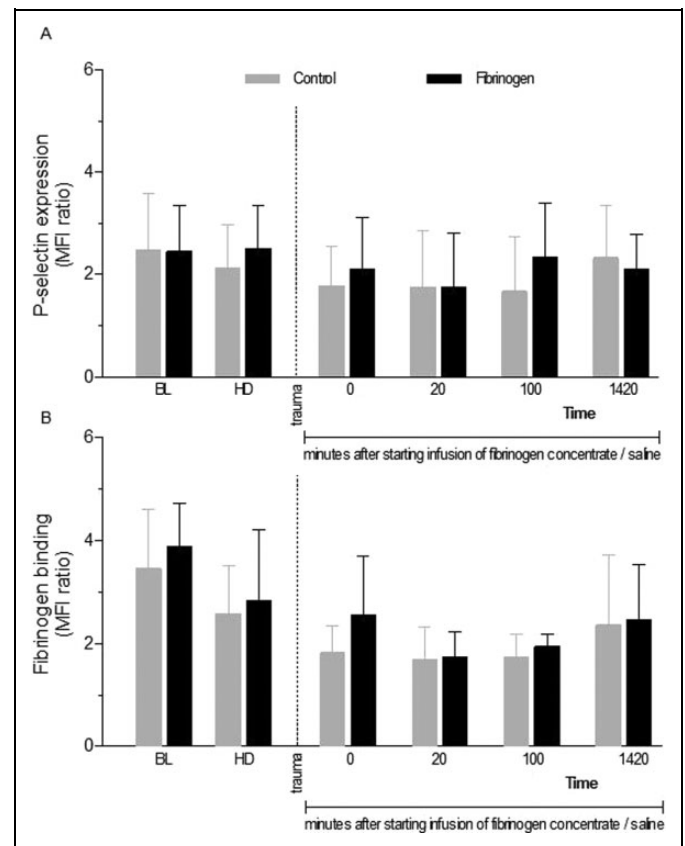 A
6
Control Fibrinogen
4
2
0
P-selectin expression
(MFI ratio)
BL HD trauma 0 20 100 1420
Time
minutes after starting infusion of fibrinogen concentrate / saline
B
6
4
2
0
Fibrinogen binding
(MFI ratio)
BL HD trauma 0 20 100 1420
Time
minutes after starting infusion of fibrinogen concentrate / saline